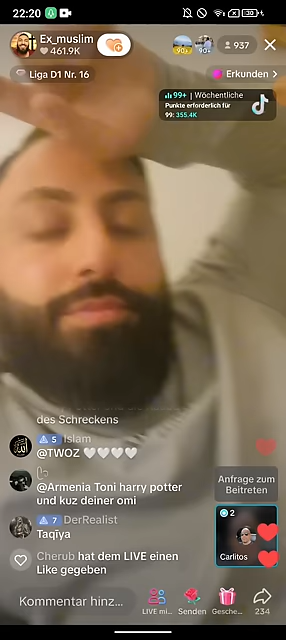 22:20
30
Ex_muslim
461.9K
90+
90+
937
Liga D1 Nr. 16
Erkunden >
99+ | Wöchentliche
Punkte erforderlich für
99: 355.4K
des Schreckens
5 Islam
@TWOZ 🤍🤍🤍🤍
@Armenia Toni harry potter
und kuz deiner omi
7 DerRealist
Taqīya
Cherub hat dem LIVE einen
Like gegeben
Anfrage zum
Beitreten
2
Carlitos
Kommentar hinz...
LIVE mi...
Senden
Gesche...
234